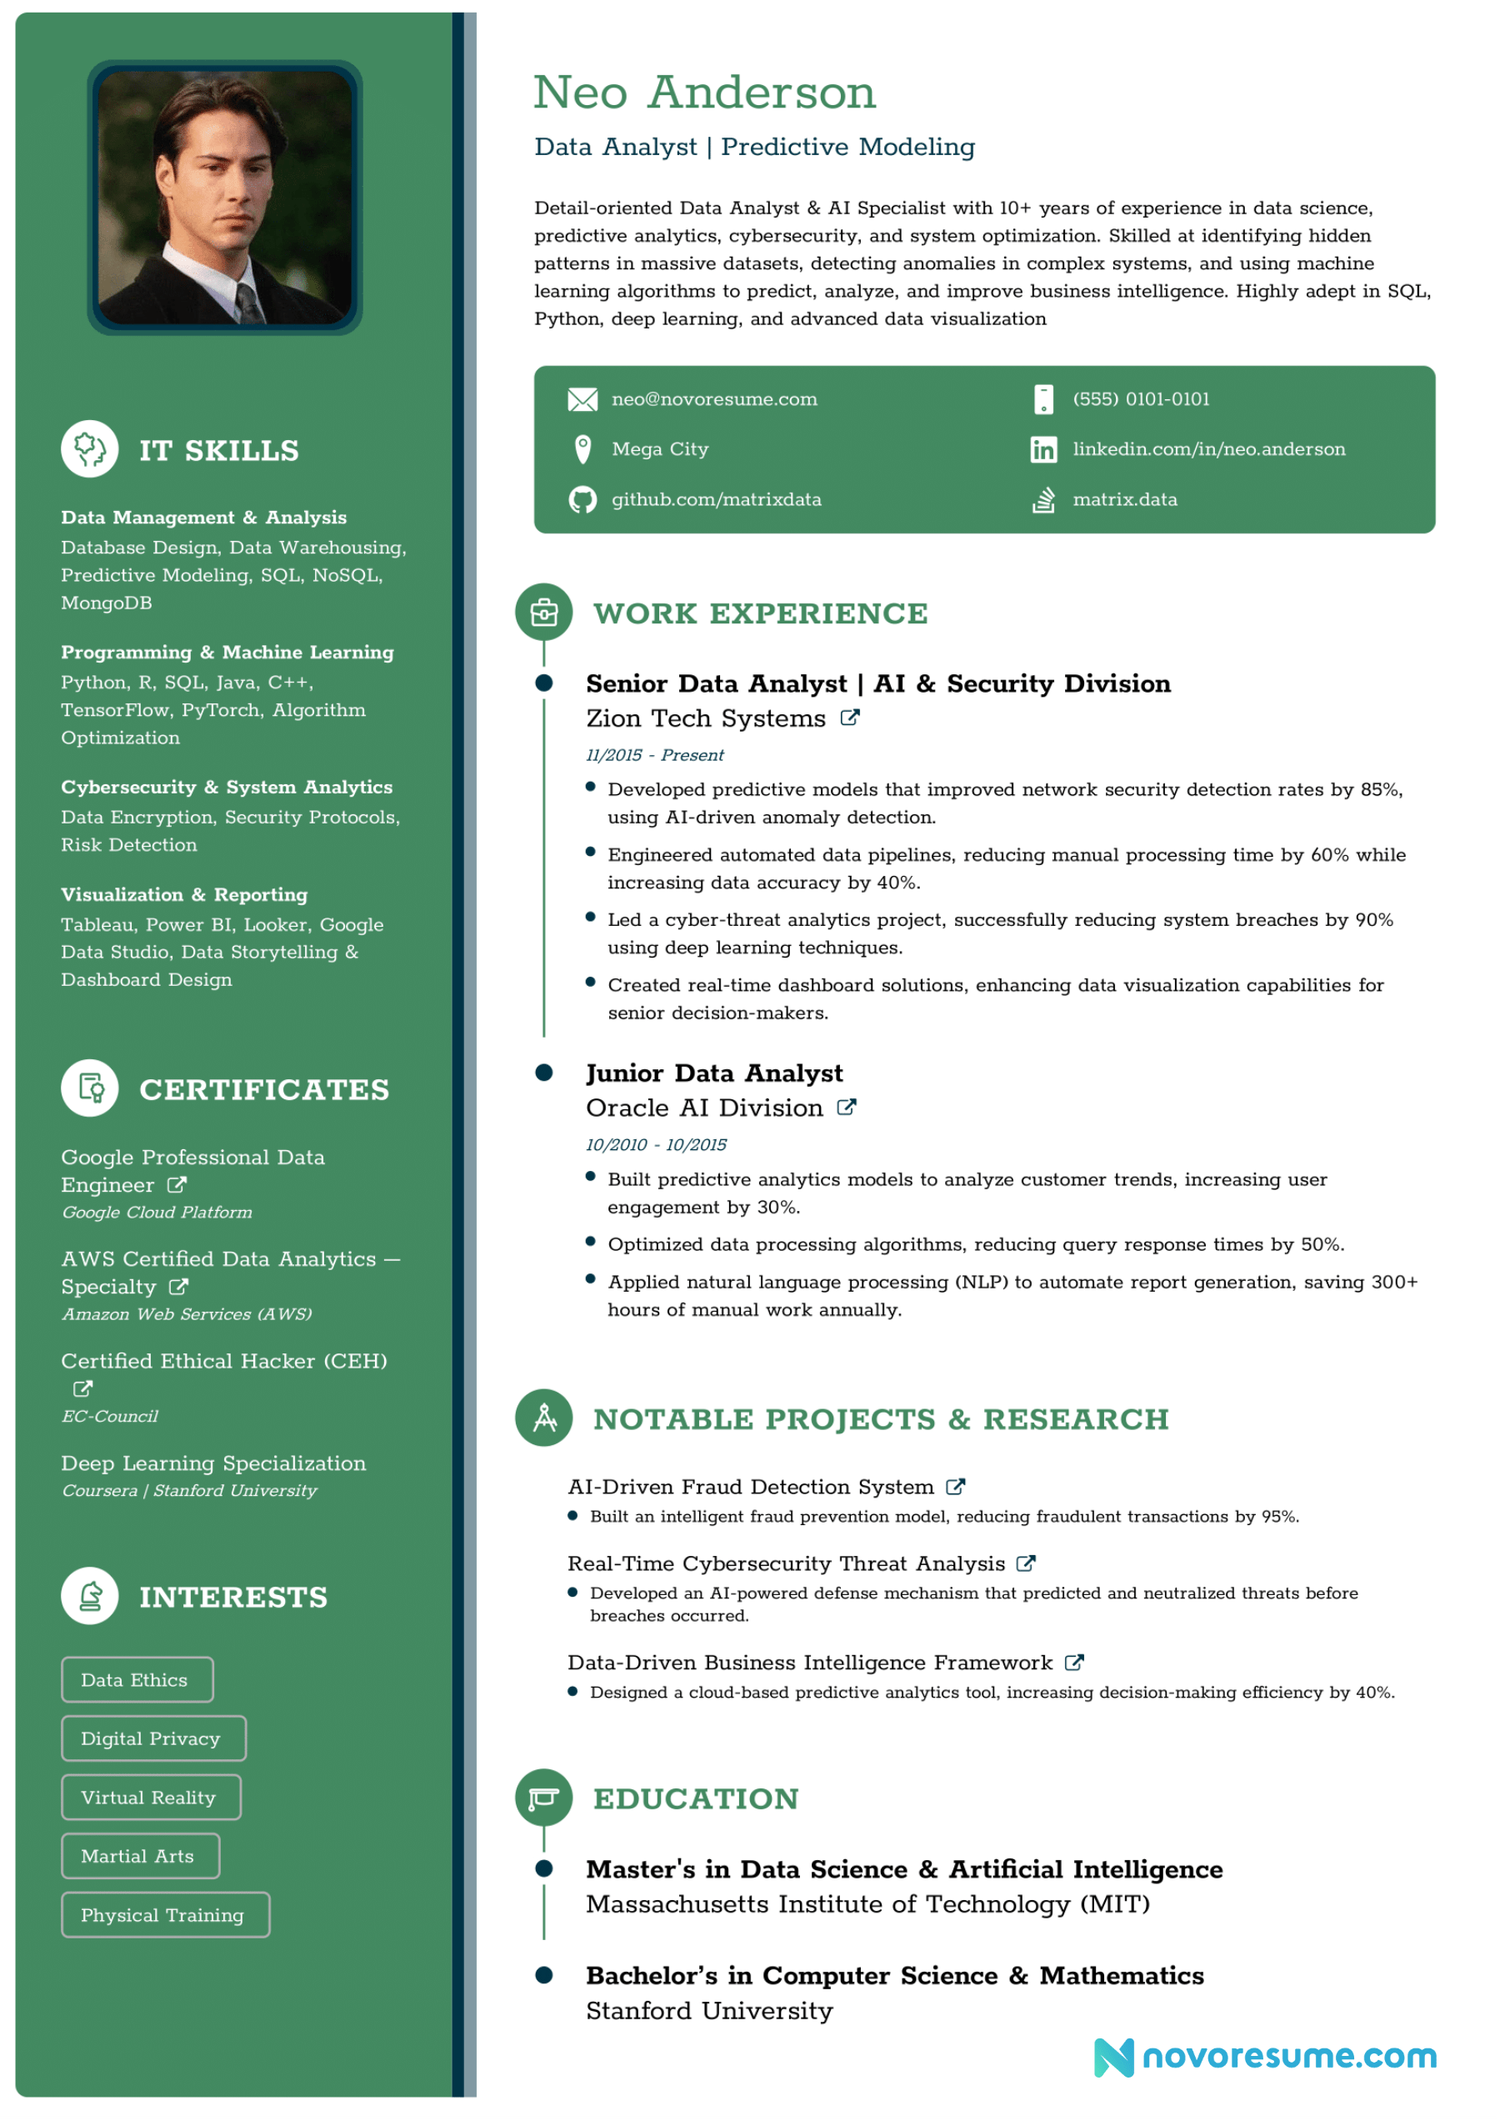 Neo Anderson
Data Analyst | Predictive Modeling
Detail-oriented Data Analyst & AI Specialist with 10+ years of experience in data science,
predictive analytics, cybersecurity, and system optimization. Skilled at identifying hidden
patterns in massive datasets, detecting anomalies in complex systems, and using machine
learning algorithms to predict, analyze, and improve business intelligence. Highly adept in SQL,
Python, deep learning, and advanced data visualization
neo@novoresume.com
(555) 0101-0101
Mega City
linkedin.com/in/neo.anderson
github.com/matrixdata
matrix.data
IT SKILLS
Data Management & Analysis
Database Design, Data Warehousing,
Predictive Modeling, SQL, NoSQL,
MongoDB
Programming & Machine Learning
Python, R, SQL, Java, C++,
TensorFlow, PyTorch, Algorithm
Optimization
Cybersecurity & System Analytics
Data Encryption, Security Protocols,
Risk Detection
Visualization & Reporting
Tableau, Power BI, Looker, Google
Data Studio, Data Storytelling &
Dashboard Design
CERTIFICATES
Google Professional Data
Engineer
Google Cloud Platform
AWS Certified Data Analytics –
Specialty
Amazon Web Services (AWS)
Certified Ethical Hacker (CEH)
EC-Council
Deep Learning Specialization
Coursera | Stanford University
INTERESTS
Data Ethics
Digital Privacy
Virtual Reality
Martial Arts
Physical Training
WORK EXPERIENCE
Senior Data Analyst | AI & Security Division
Zion Tech Systems
11/2015 - Present
Developed predictive models that improved network security detection rates by 85%,
using AI-driven anomaly detection.
Engineered automated data pipelines, reducing manual processing time by 60% while
increasing data accuracy by 40%.
Led a cyber-threat analytics project, successfully reducing system breaches by 90%
using deep learning techniques.
Created real-time dashboard solutions, enhancing data visualization capabilities for
senior decision-makers.
Junior Data Analyst
Oracle AI Division
10/2010 - 10/2015
Built predictive analytics models to analyze customer trends, increasing user
engagement by 30%.
Optimized data processing algorithms, reducing query response times by 50%.
Applied natural language processing (NLP) to automate report generation, saving 300+
hours of manual work annually.
NOTABLE PROJECTS & RESEARCH
AI-Driven Fraud Detection System
Built an intelligent fraud prevention model, reducing fraudulent transactions by 95%.
Real-Time Cybersecurity Threat Analysis
Developed an AI-powered defense mechanism that predicted and neutralized threats before
breaches occurred.
Data-Driven Business Intelligence Framework
Designed a cloud-based predictive analytics tool, increasing decision-making efficiency by 40%.
EDUCATION
Master's in Data Science & Artificial Intelligence
Massachusetts Institute of Technology (MIT)
Bachelor’s in Computer Science & Mathematics
Stanford University
novoresume.com